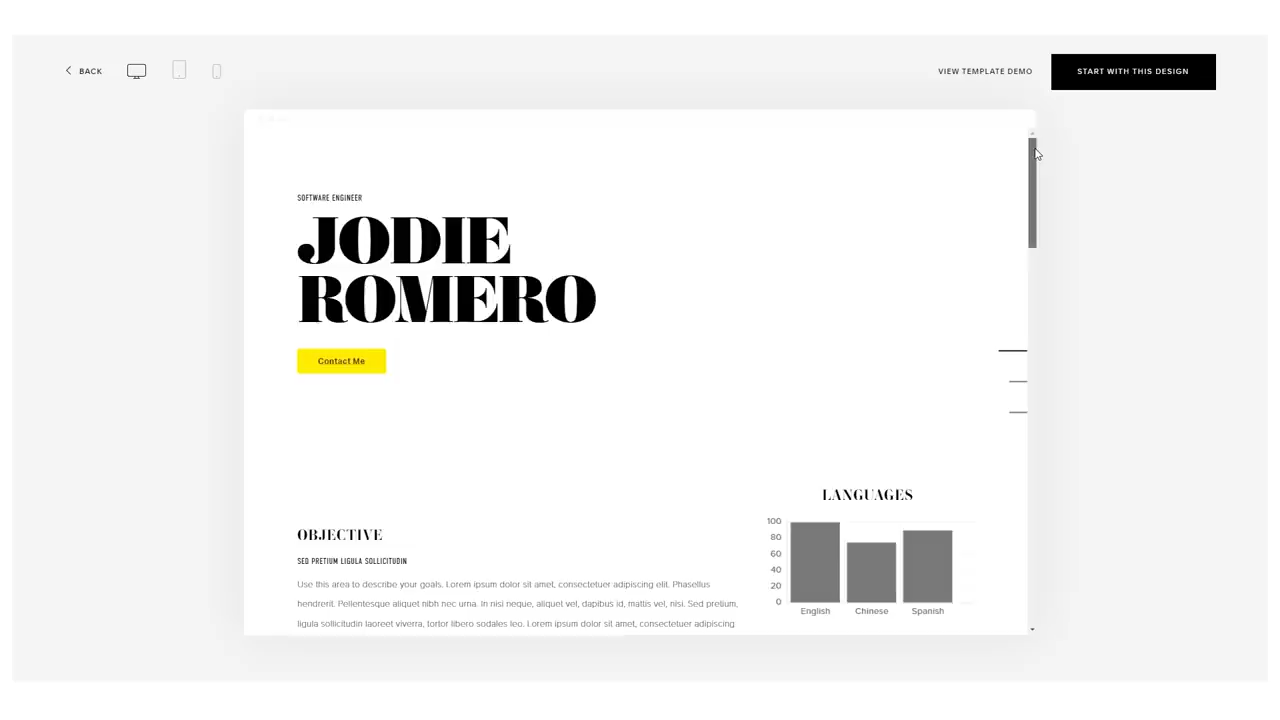 BACK
VIEW TEMPLATE DEMO
START WITH THIS DESIGN
SOFTWARE ENGINEER
JODIE
ROMERO
Contact Me
LANGUAGES
100
80
60
40
20
0
English Chinese Spanish
OBJECTIVE
SED PRETIUM LIGULA SOLLICITUDIN
Use this area to describe your goals. Lorem ipsum dolor sit amet, consectetuer adipiscing elit. Phasellus
hendrerit. Pellentesque aliquet nibh nec urna. In nisi neque, aliquet vel, dapibus id, mattis vel, nisi. Sed pretium,
ligula sollicitudin laoreet viverra, tortor libero sodales leo. Lorem ipsum dolor sit amet, consectetuer adipiscing